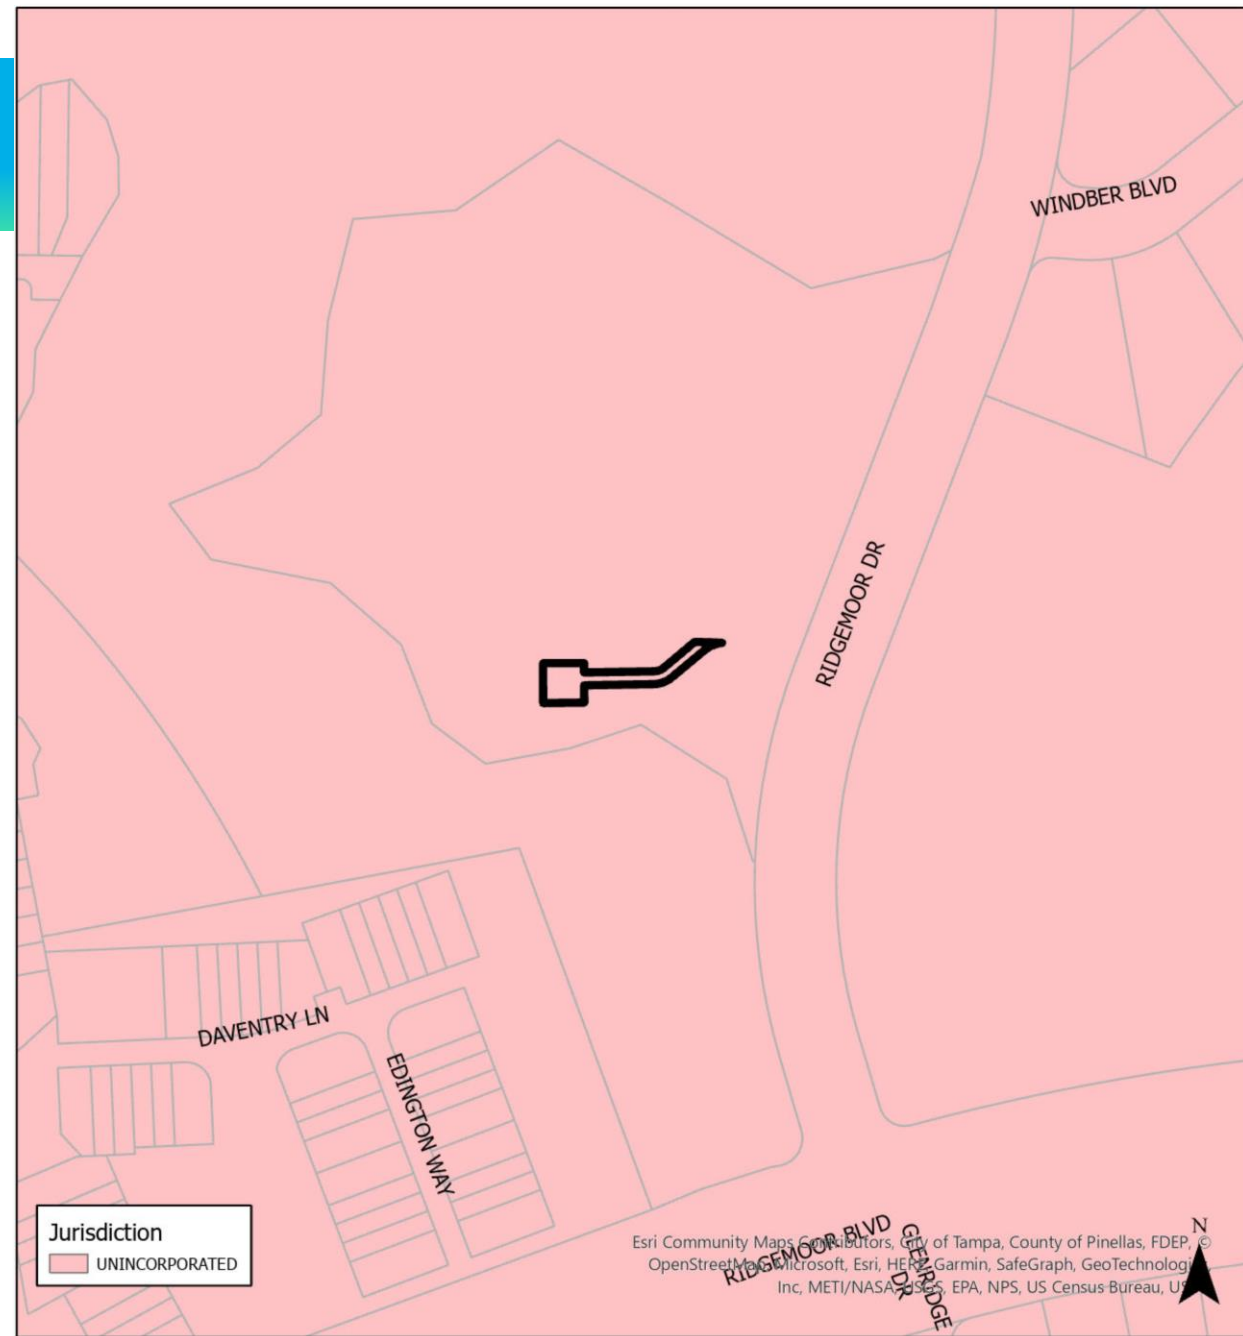 WINDBER BLVD
RIDGEMOOR DR
DAVENTRY LN
EDINGTON WAY
Jurisdiction
UNINCORPORATED
RIDGEMOOR BLVD
GLENRIDGE
DR
N
Esri Community Maps Contributors, City of Tampa, County of Pinellas, FDEP, ©
OpenStreetMap, Microsoft, Esri, HERE, Garmin, SafeGraph, GeoTechnologies,
Inc, METI/NASA, USGS, EPA, NPS, US Census Bureau,